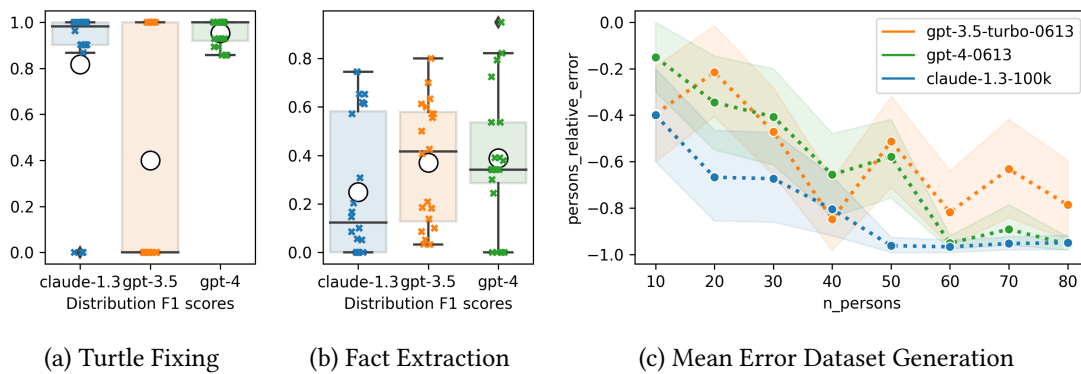 1.0
0.8
0.6
0.4
0.2
0.0
claude-1.3 gpt-3.5 gpt-4
Distribution F1 scores
(a) Turtle Fixing
0.8
0.6
0.4
0.2
0.0
claude-1.3 gpt-3.5 gpt-4
Distribution F1 scores
(b) Fact Extraction
persons_relative_error
0.0
−0.2
−0.4
−0.6
−0.8
−1.0
gpt-3.5-turbo-0613
gpt-4-0613
claude-1.3-100k
10 20 30 40 50 60 70 80
n_persons
(c) Mean Error Dataset Generation